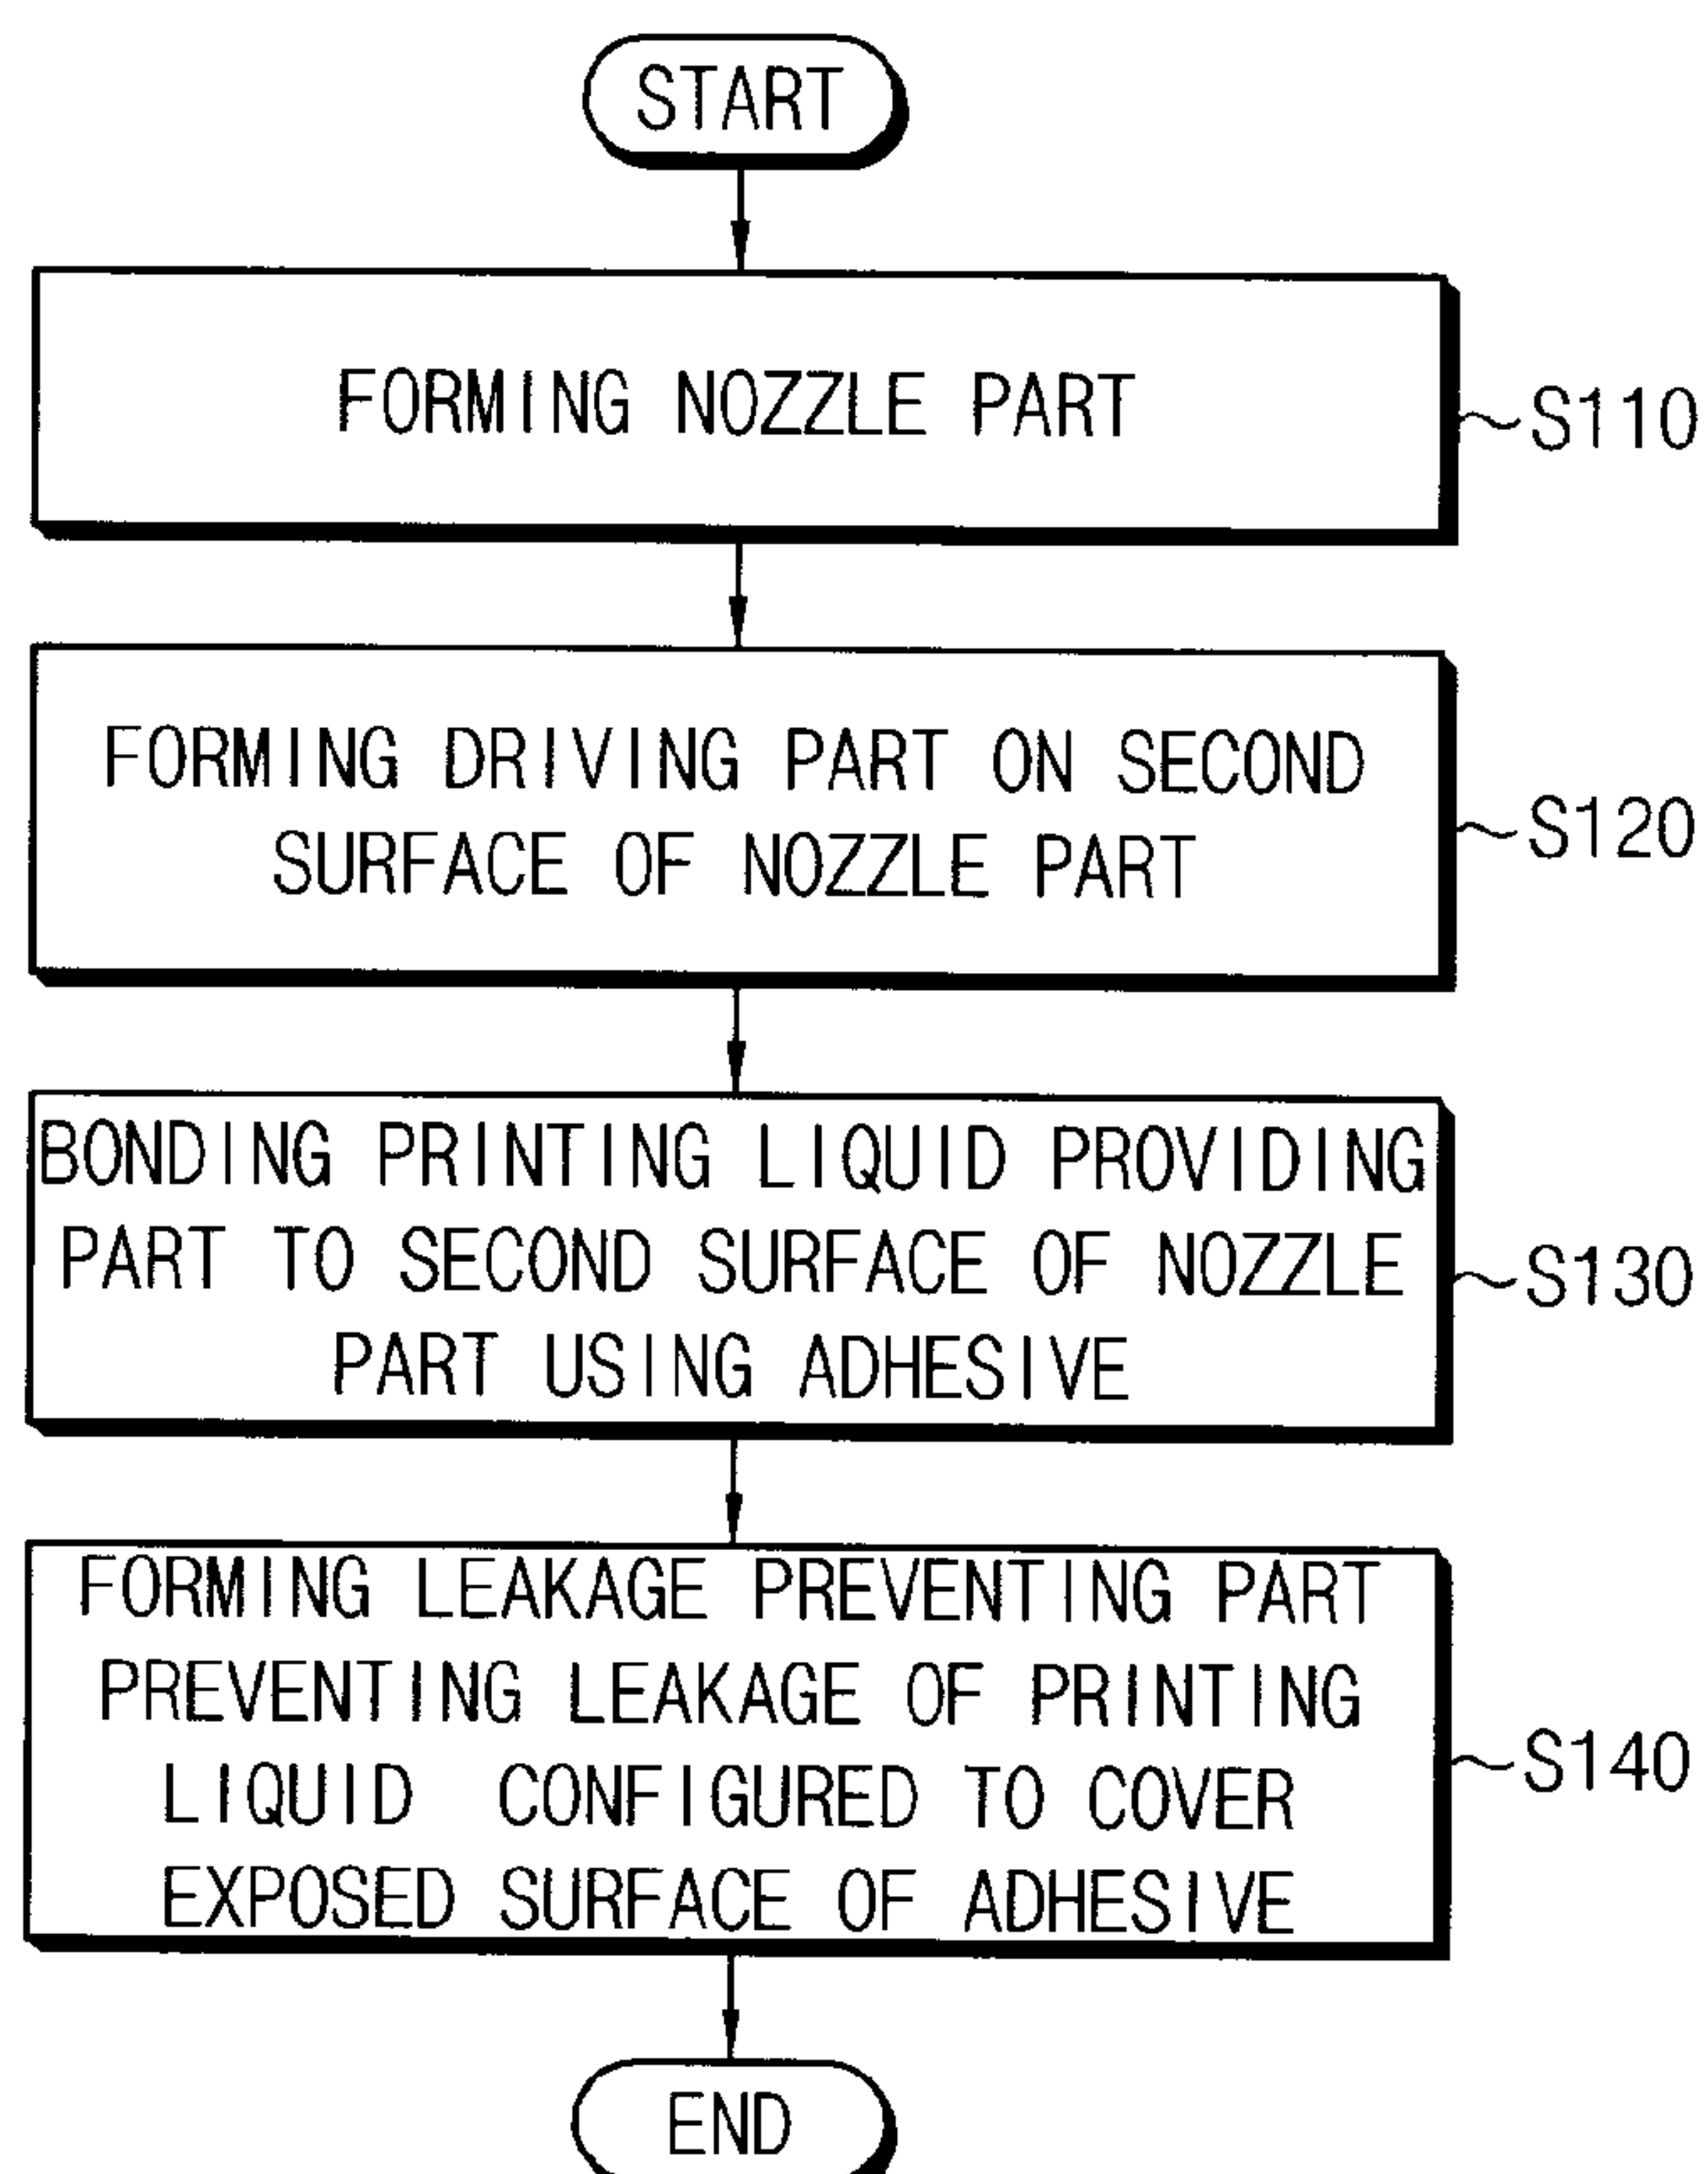 START
FORMING NOZZLE PART
S110
FORMING DRIVING PART ON SECOND
SURFACE OF NOZZLE PART
S120
BONDING PRINTING LIQUID PROVIDING
PART TO SECOND SURFACE OF NOZZLE
PART USING ADHESIVE
S130
FORMING LEAKAGE PREVENTING PART
PREVENTING LEAKAGE OF PRINTING
LIQUID CONFIGURED TO COVER
EXPOSED SURFACE OF ADHESIVE
S140
END